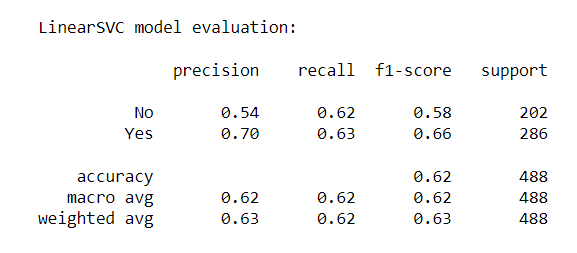 LinearSVC model evaluation:
precision recall f1-score support
No 0.54 0.62 0.58 202
Yes 0.70 0.63 0.66 286
accuracy 0.62 488
macro avg 0.62 0.62 0.62 488
weighted avg 0.63 0.62 0.63 488